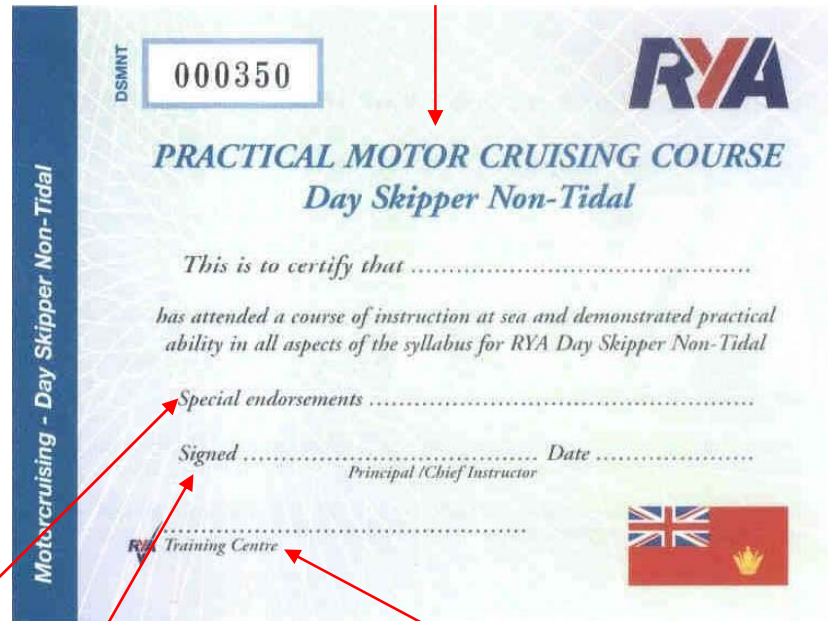 DSMNT
000350
RYA
PRACTICAL MOTOR CRUISING COURSE
Day Skipper Non-Tidal
This is to certify that ................................................
has attended a course of instruction at sea and demonstrated practical
ability in all aspects of the syllabus for RYA Day Skipper Non-Tidal
Special endorsements .......................................................
Signed .......................................... Date ......................
Principal /Chief Instructor
....................................................
RYA Training Centre
Motorcruising - Day Skipper Non-Tidal